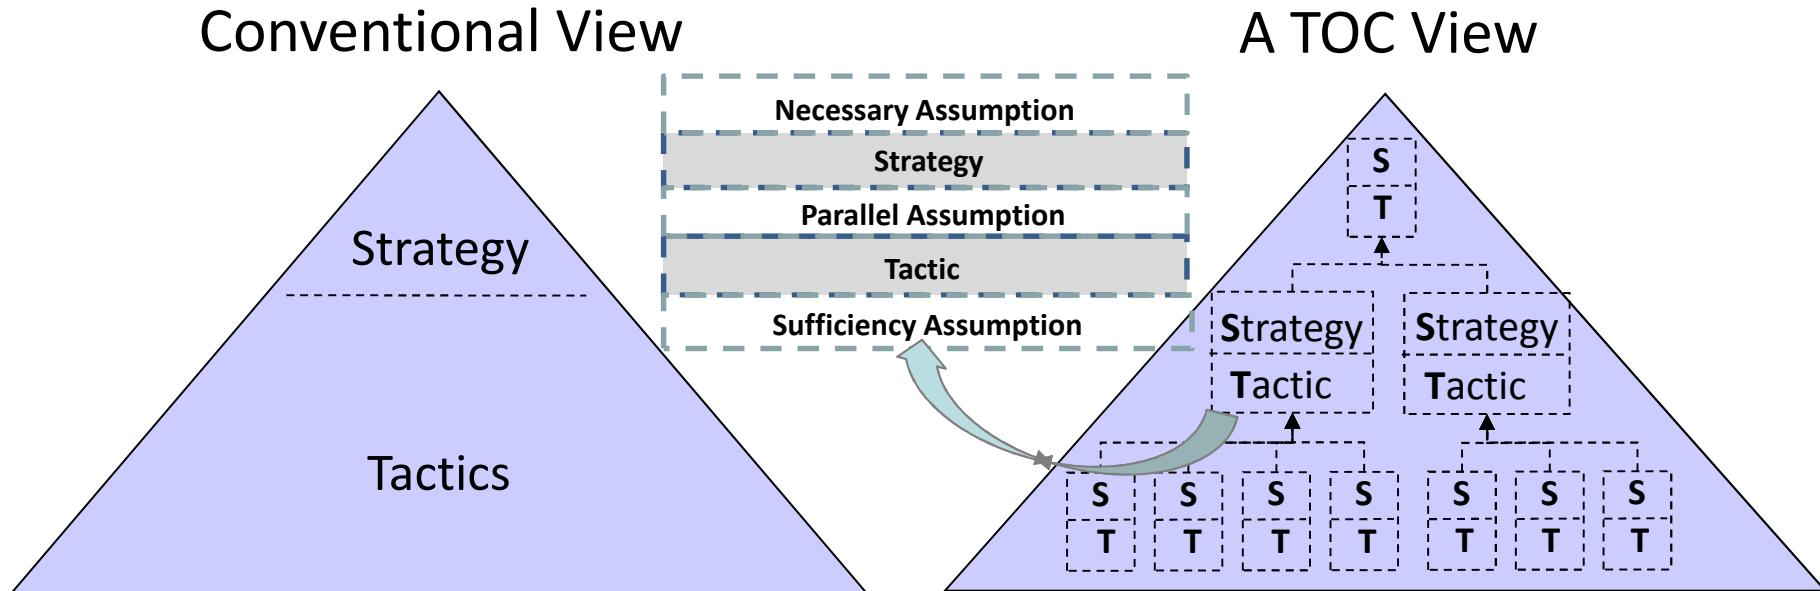 Conventional View
A TOC View
Strategy
Tactics
Necessary Assumption
Strategy
Parallel Assumption
Tactic
Sufficiency Assumption
S
T
Strategy
Tactic
Strategy
Tactic
S S S S S S S
T T T T T T T